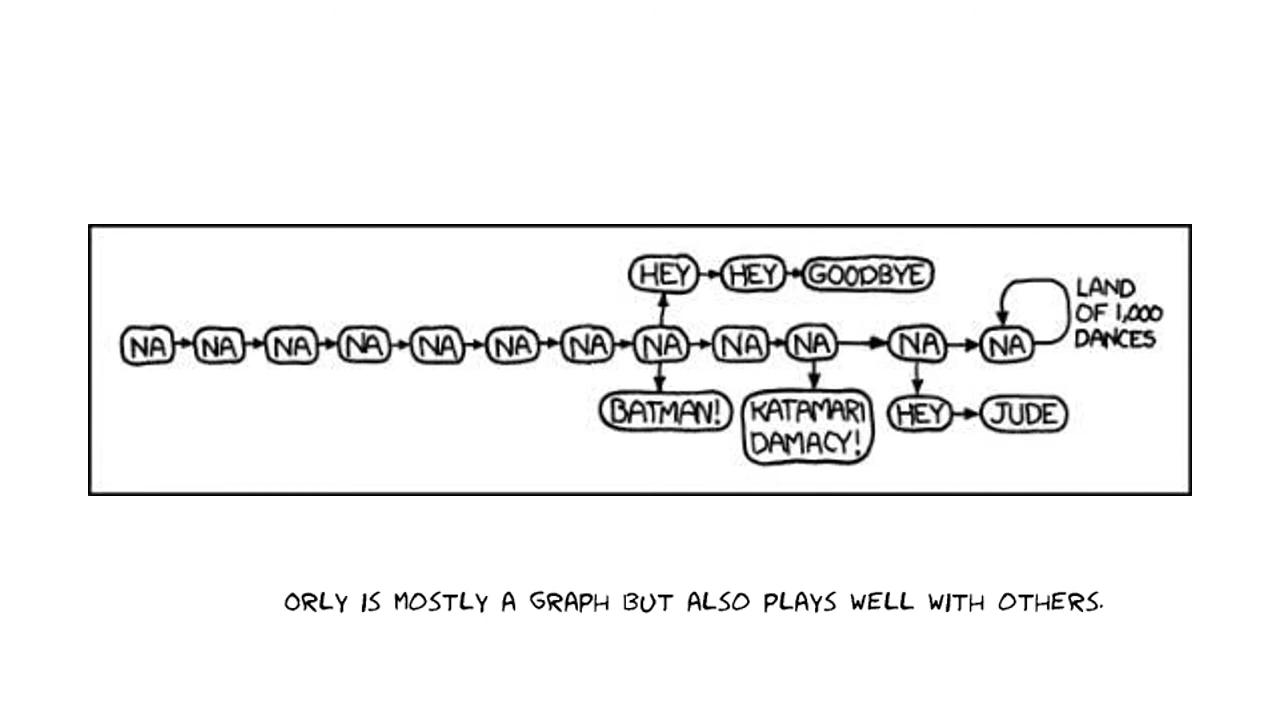 HEY HEY GOODBYE
LAND
OF 1,000
DANCES
NA NA NA NA NA NA NA NA NA NA NA NA
BATMAN!
KATAMARI
DAMACY!
HEY JUDE
ORLY IS MOSTLY A GRAPH BUT ALSO PLAYS WELL WITH OTHERS.